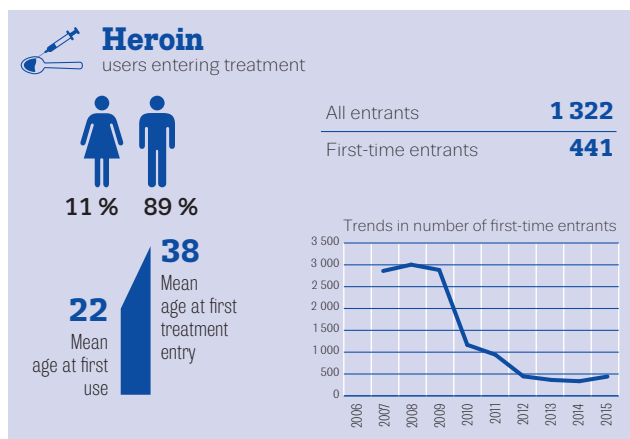 Heroin
users entering treatment
11 % 89 %
38
Mean
age at first
treatment
entry
22
Mean
age at first
use
All entrants 1 322
First-time entrants 441
Trends in number of first-time entrants
3 500
3 000
2 500
2 000
1 500
1 000
500
0
2006 2007 2008 2009 2010 2011 2012 2013 2014 2015